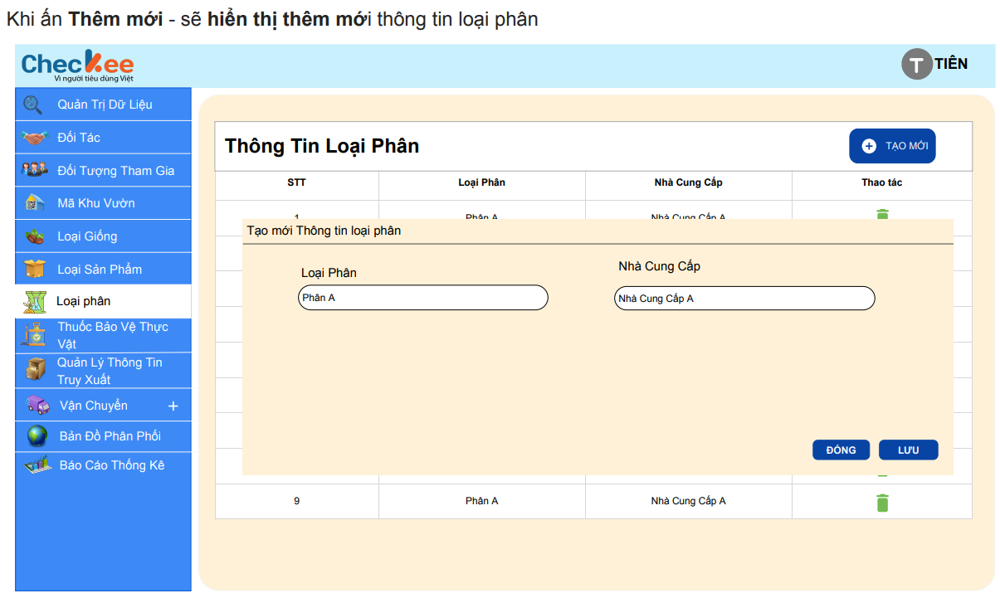 Khi ấn Thêm mới - sẽ hiển thị thêm mới thông tin loại phân
Checkee
Vì người tiêu dùng Việt
T TIÊN
Quản Trị Dữ Liệu
Đối Tác
Đối Tượng Tham Gia
Mã Khu Vườn
Loại Giống
Loại Sản Phẩm
Loại phân
Thuốc Bảo Vệ Thực
Vật
Quản Lý Thông Tin
Truy Xuất
Vận Chuyển +
Bản Đồ Phân Phối
Báo Cáo Thống Kê
Thông Tin Loại Phân
TẠO MỚI
STT Loại Phân Nhà Cung Cấp Thao tác
1 Phân A Nhà Cung Cấp A
Tạo mới Thông tin loại phân
Loại Phân Nhà Cung Cấp
Phân A Nhà Cung Cấp A
ĐÓNG LƯU
9 Phân A Nhà Cung Cấp A